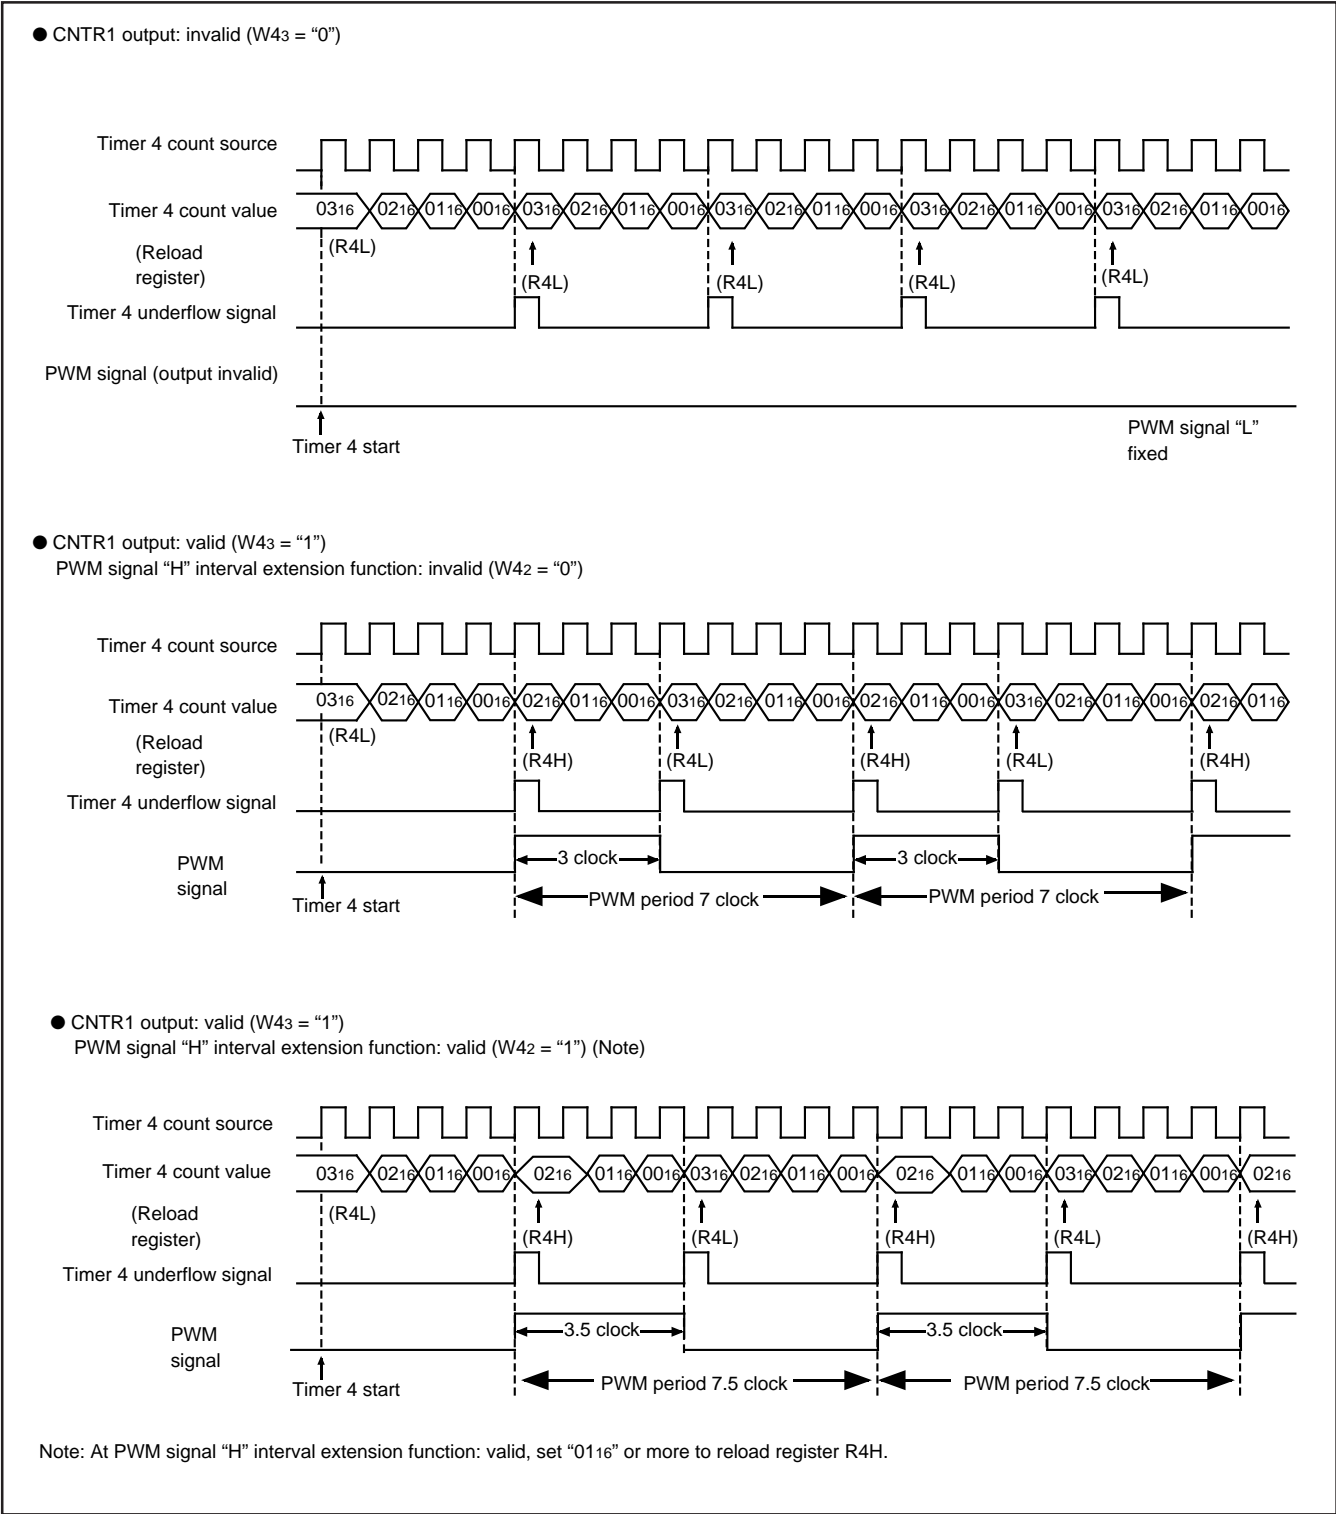 ● CNTR1 output: invalid (W43 = “0”)
Timer 4 count source
Timer 4 count value
0316 0216 0116 0016 0316 0216 0116 0016 0316 0216 0116 0016 0316 0216 0116 0016 0316 0216 0116 0016
(Reload
register)
(R4L)
(R4L) (R4L) (R4L) (R4L)
Timer 4 underflow signal
PWM signal (output invalid)
Timer 4 start
PWM signal “L”
fixed
● CNTR1 output: valid (W43 = “1”)
PWM signal “H” interval extension function: invalid (W42 = “0”)
Timer 4 count source
Timer 4 count value
0316 0216 0116 0016 0216 0116 0016 0316 0216 0116 0016 0216 0116 0016 0316 0216 0116 0016 0216 0116
(Reload
register)
(R4L)
(R4H) (R4L) (R4H) (R4L) (R4H)
Timer 4 underflow signal
PWM
signal
3 clock 3 clock
Timer 4 start
PWM period 7 clock PWM period 7 clock
● CNTR1 output: valid (W43 = “1”)
PWM signal “H” interval extension function: valid (W42 = “1”) (Note)
Timer 4 count source
Timer 4 count value
0316 0216 0116 0016 0216 0116 0016 0316 0216 0116 0016 0216 0116 0016 0316 0216 0116 0016 0216
(Reload
register)
(R4L)
(R4H) (R4L) (R4H) (R4L) (R4H)
Timer 4 underflow signal
PWM
signal
3.5 clock 3.5 clock
Timer 4 start
PWM period 7.5 clock PWM period 7.5 clock
Note: At PWM signal “H” interval extension function: valid, set “0116” or more to reload register R4H.